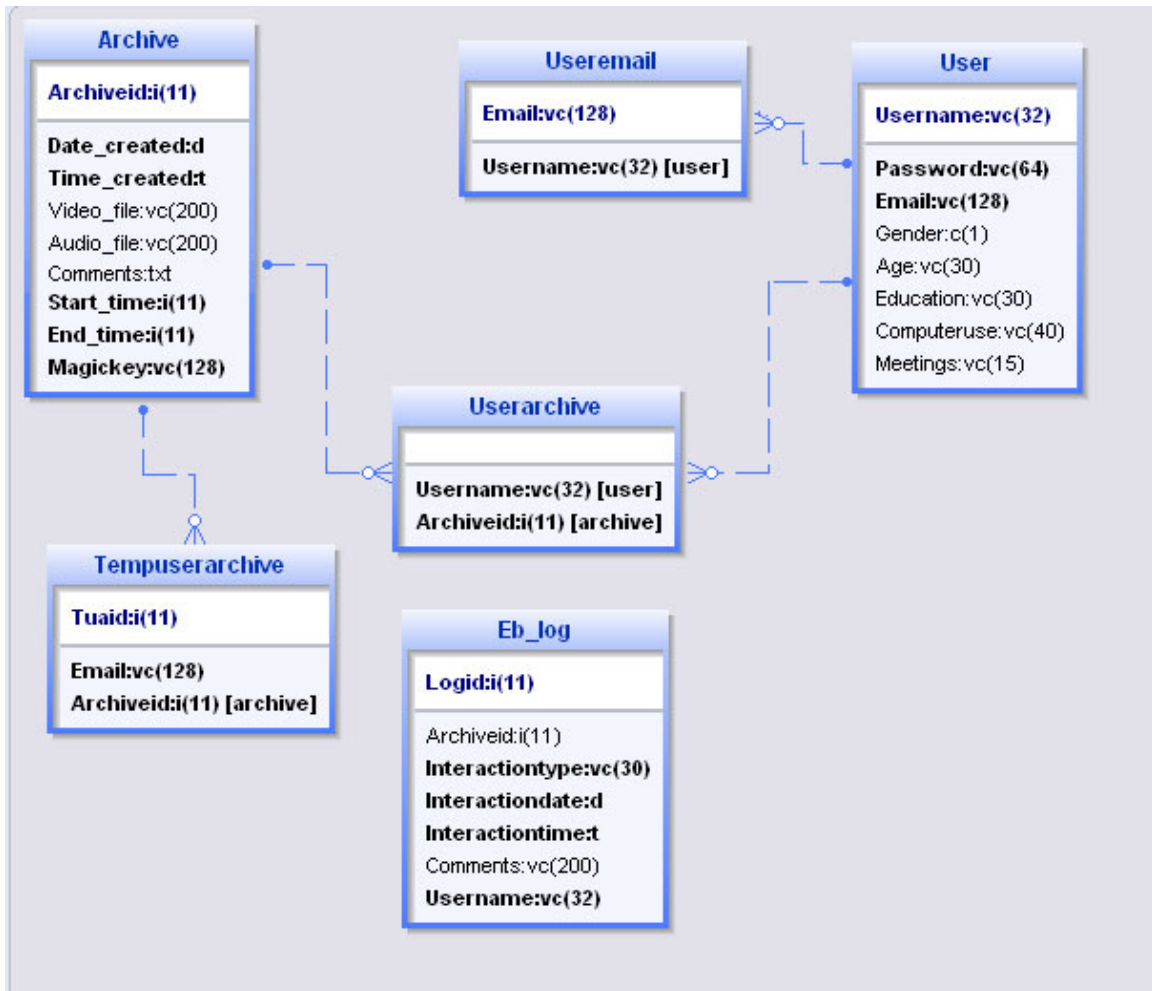 Archive
Archiveid:i(11)
Date_created:d
Time_created:t
Video_file:vc(200)
Audio_file:vc(200)
Comments:txt
Start_time:i(11)
End_time:i(11)
Magickey:vc(128)
Useremail
Email:vc(128)
Username:vc(32) [user]
User
Username:vc(32)
Password:vc(64)
Email:vc(128)
Gender:c(1)
Age:vc(30)
Education:vc(30)
Computeruse:vc(40)
Meetings:vc(15)
Userarchive
Username:vc(32) [user]
Archiveid:i(11) [archive]
Tempuserarchive
Tuaid:i(11)
Email:vc(128)
Archiveid:i(11) [archive]
Eb_log
Logid:i(11)
Archiveid:i(11)
Interactiontype:vc(30)
Interactiondate:d
Interactiontime:t
Comments:vc(200)
Username:vc(32)